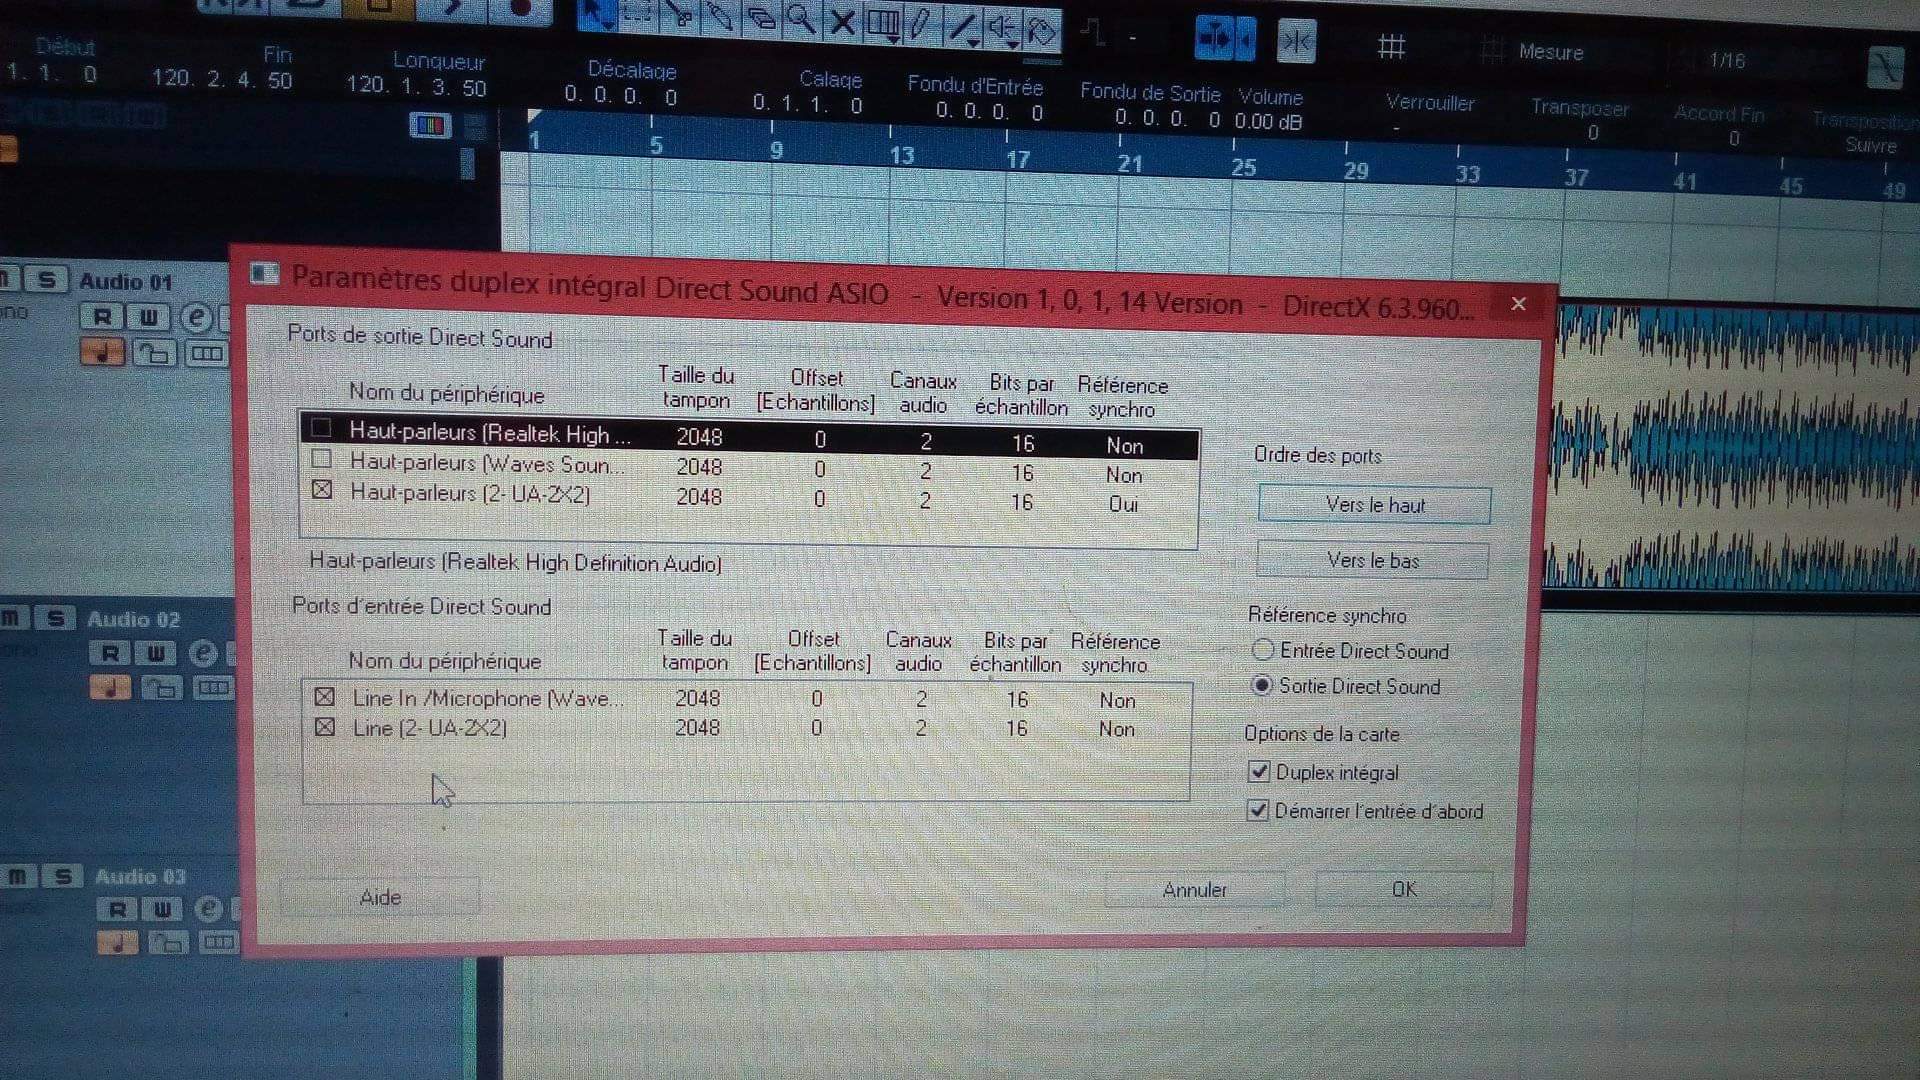 Début
1. 1. 0
Fin
120. 2. 4. 50
Longueur
120. 1. 3. 50
Décalage
0. 0. 0. 0
Calage
0. 1. 1. 0
Fondu d'Entrée
0. 0. 0. 0
Fondu de Sortie
0. 0. 0. 0
Volume
0.00 dB
Verrouiller
-
Transposer
0
Accord Fin
0
Transposition
Suivre
-
Mesure
1/16
1 5 9 13 17 21 25 29 33 37 41 45 49
m S Audio 01
R W e
Paramètres duplex intégral Direct Sound ASIO - Version 1, 0, 1, 14 Version - DirectX 6.3.960...
Ports de sortie Direct Sound
Nom du périphérique Taille du tampon Offset [Echantillons] Canaux audio Bits par échantillon Référence synchro
Haut-parleurs (Realtek High ... 2048 0 2 16 Non
Haut-parleurs (Waves Soun... 2048 0 2 16 Non
Haut-parleurs (2- UA-2X2) 2048 0 2 16 Oui
Haut-parleurs (Realtek High Definition Audio)
Ordre des ports
Vers le haut
Vers le bas
Ports d'entrée Direct Sound
Nom du périphérique Taille du tampon Offset [Echantillons] Canaux audio Bits par échantillon Référence synchro
Line In /Microphone (Wave... 2048 0 2 16 Non
Line (2- UA-2X2) 2048 0 2 16 Non
Référence synchro
Entrée Direct Sound
Sortie Direct Sound
Options de la carte
Duplex intégral
Démarrer l'entrée d'abord
Aide
Annuler
OK
m S Audio 02
R W e
m S Audio 03
R W e